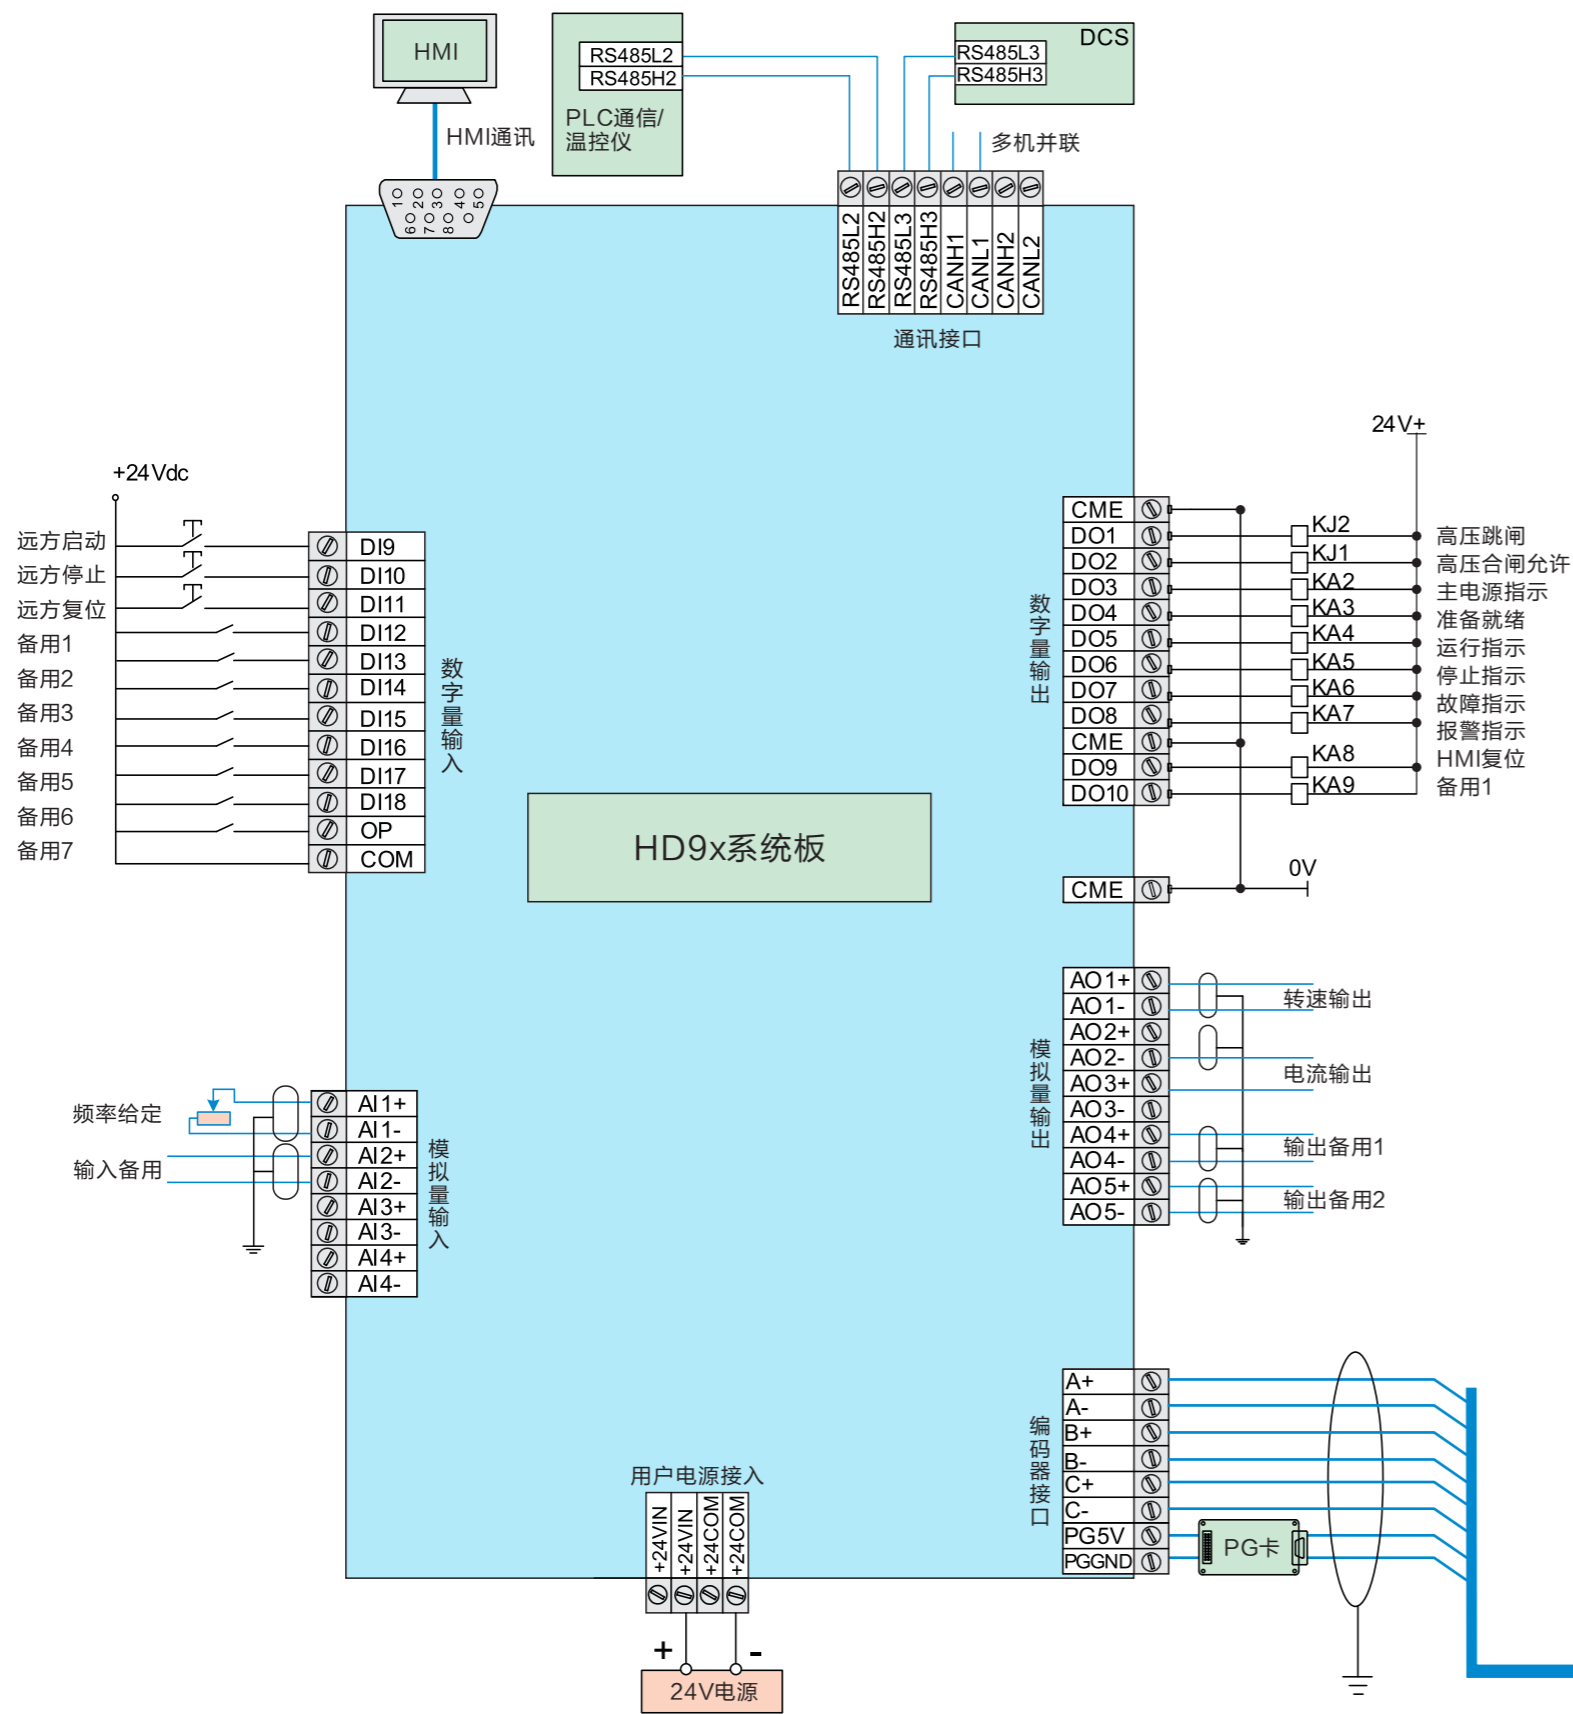 HMI
HMI通讯
RS485L2
RS485H2
PLC通信/
温控仪
DCS
RS485L3
RS485H3
多机并联
1
2
3
4
5
6
7
8
RS485L2
RS485H2
RS485L3
RS485H3
CANH1
CANL1
CANH2
CANL2
通讯接口
+24Vdc
远方启动
远方停止
远方复位
备用1
备用2
备用3
备用4
备用5
备用6
备用7
DI9
DI10
DI11
DI12
DI13
DI14
DI15
DI16
DI17
DI18
OP
COM
数字量输入
HD9x系统板
数字量输出
CME
DO1
DO2
DO3
DO4
DO5
DO6
DO7
DO8
CME
DO9
DO10
CME
24V+
KJ2
KJ1
KA2
KA3
KA4
KA5
KA6
KA7
KA8
KA9
高压跳闸
高压合闸允许
主电源指示
准备就绪
运行指示
停止指示
故障指示
报警指示
HMI复位
备用1
0V
频率给定
输入备用
AI1+
AI1-
AI2+
AI2-
AI3+
AI3-
AI4+
AI4-
模拟量输入
模拟量输出
AO1+
AO1-
AO2+
AO2-
AO3+
AO3-
AO4+
AO4-
AO5+
AO5-
转速输出
电流输出
输出备用1
输出备用2
编码器接口
A+
A-
B+
B-
C+
C-
PG5V
PGGND
PG卡
用户电源接入
+24VIN
+24VIN
+24COM
+24COM
+
-
24V电源